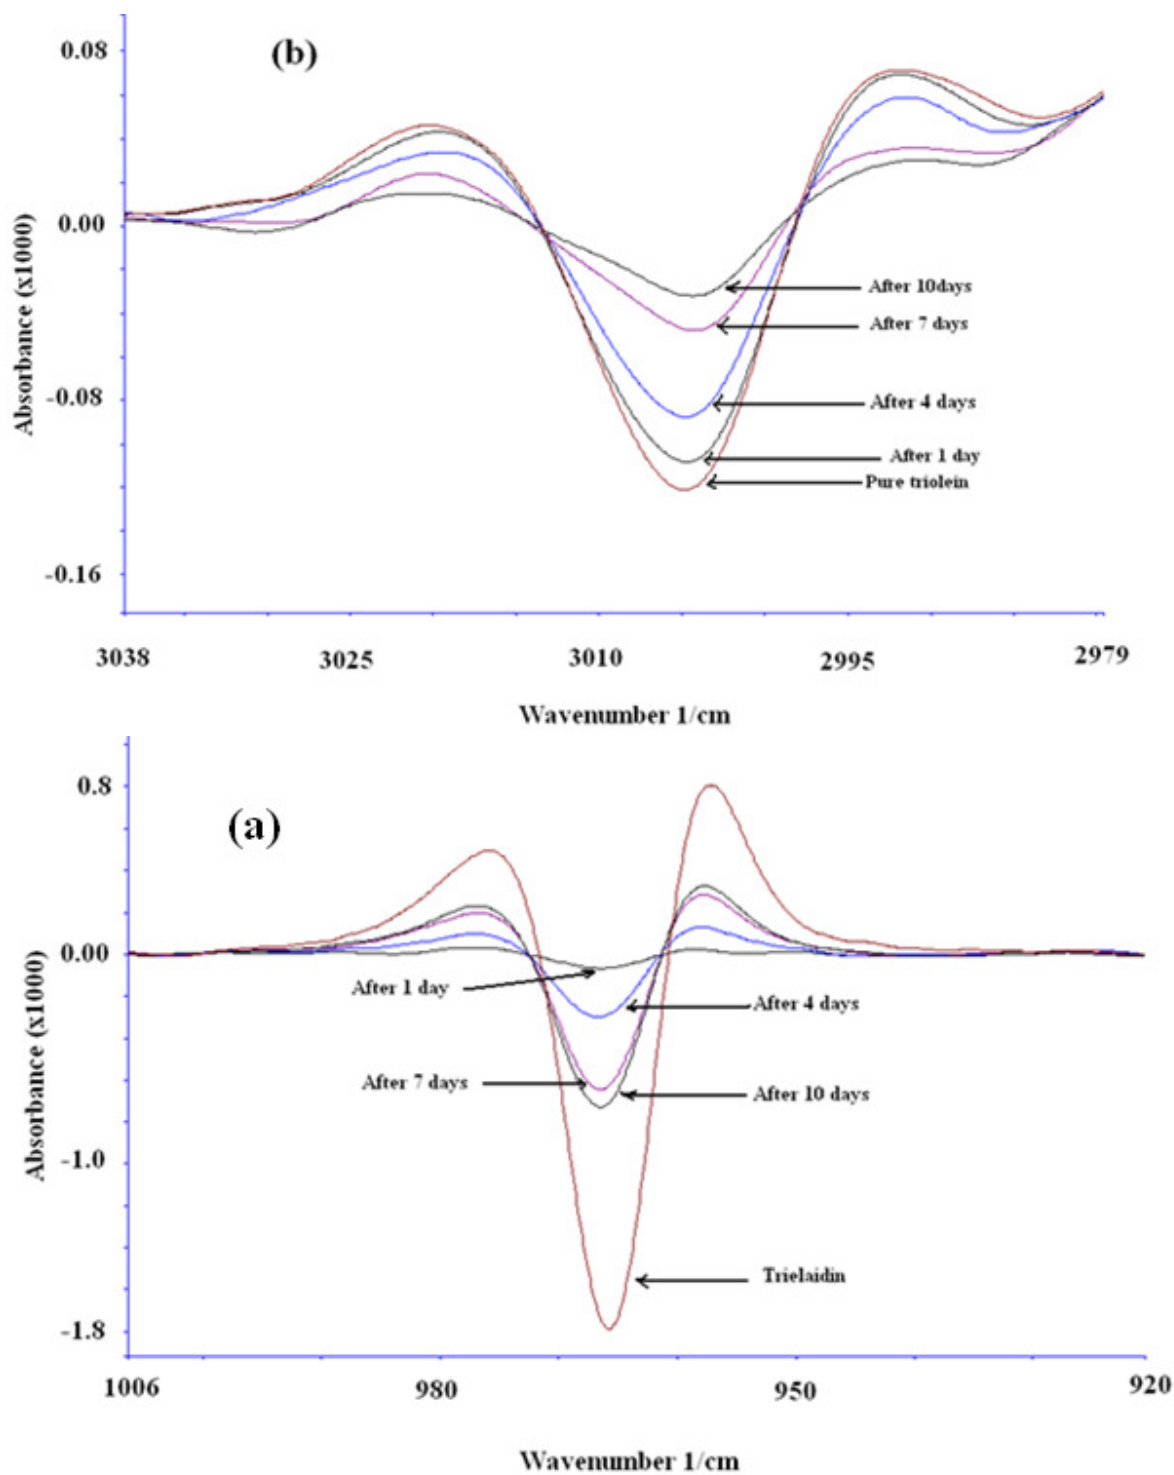 (b)
0.08
0.00
-0.08
-0.16
Absorbance (x1000)
After 10days
After 7 days
After 4 days
After 1 day
Pure triolein
3038 3025 3010 2995 2979
Wavenumber 1/cm
(a)
0.8
0.00
-1.0
-1.8
Absorbance (x1000)
After 1 day
After 4 days
After 7 days
After 10 days
Trielaidin
1006 980 950 920
Wavenumber 1/cm